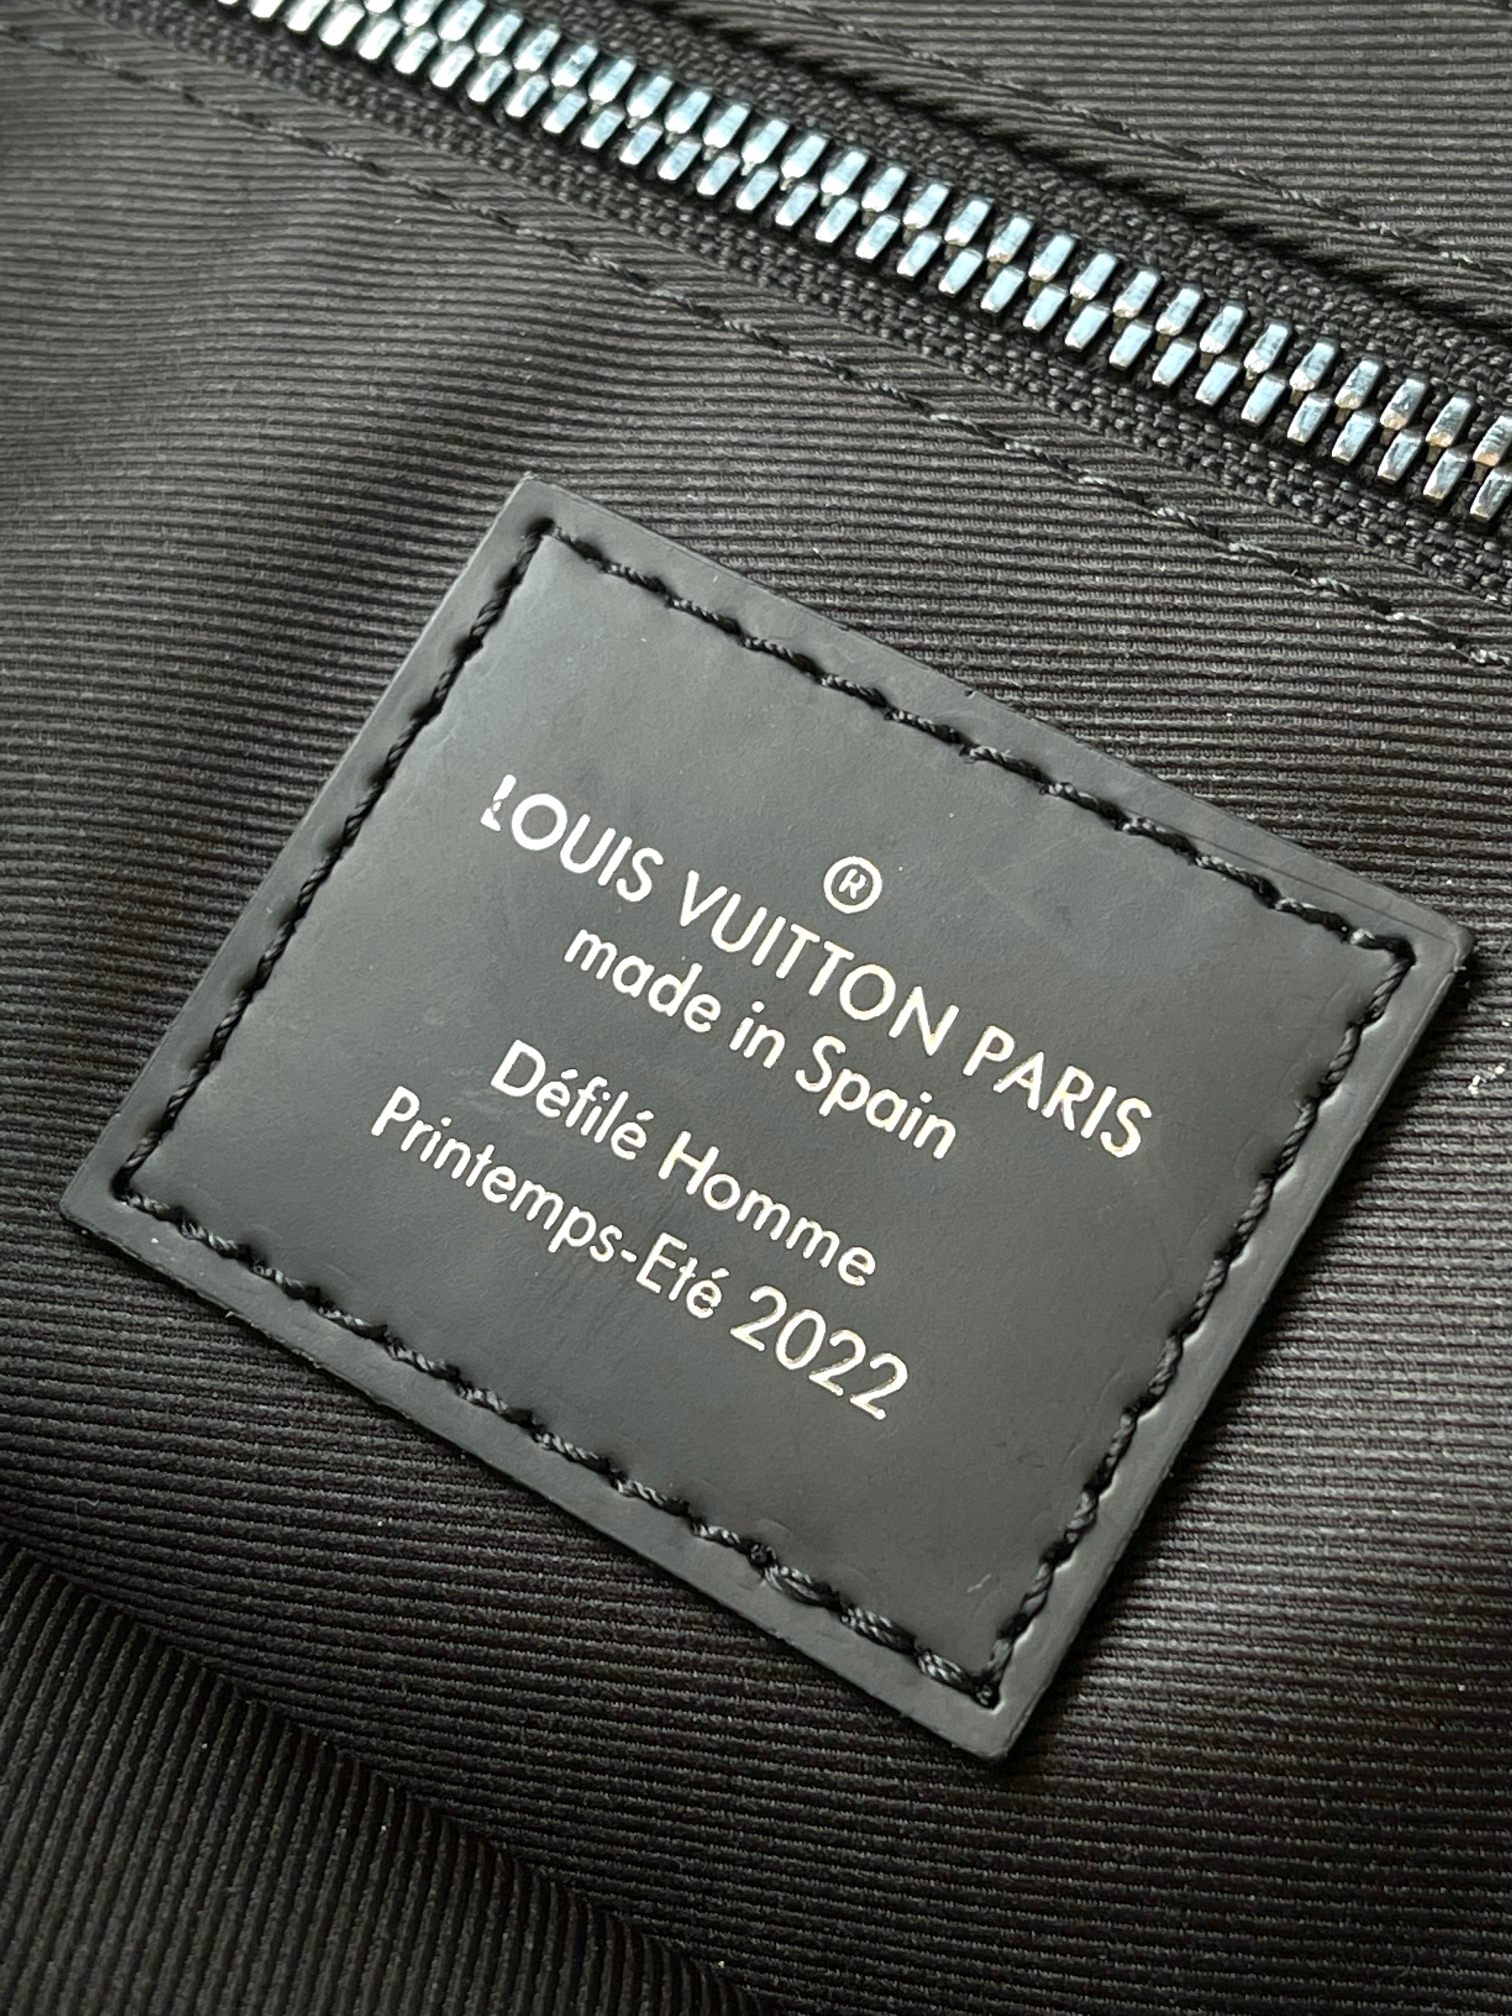 ®
LOUIS VUITTON PARIS
made in Spain
Défilé Homme
Printemps-Eté 2022